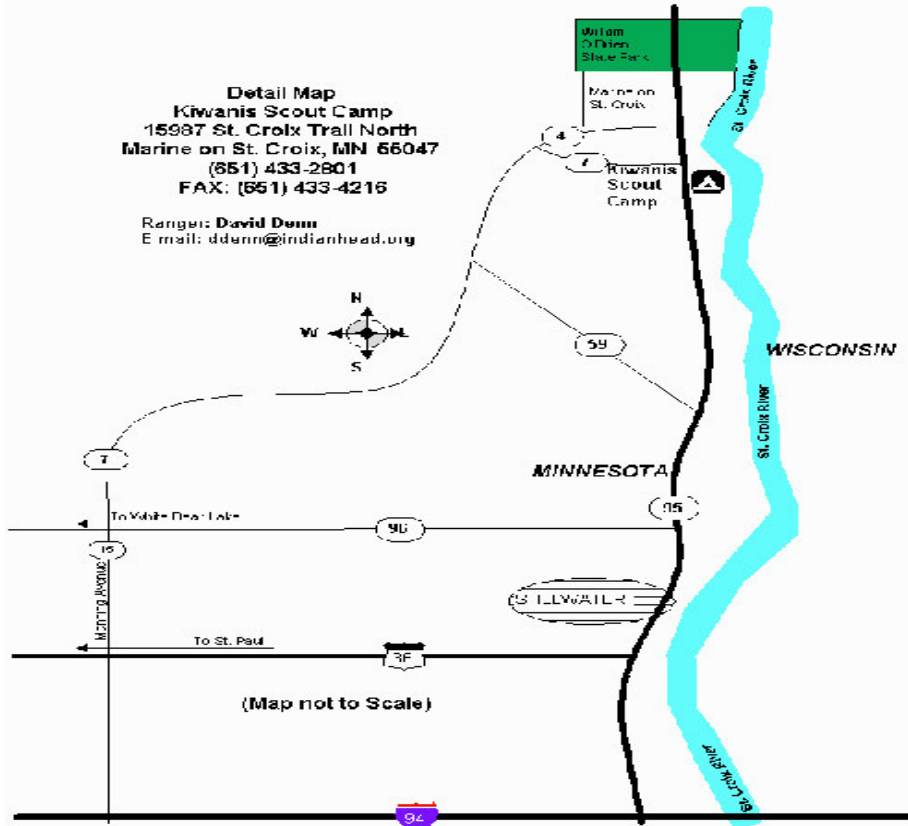 William
O'Brien
State Park
St. Croix River
Detail Map
Kiwanis Scout Camp
15987 St. Croix Trail North
Marine on St. Croix, MN 55047
(651) 433-2801
FAX: (651) 433-4216
Marine on
St. Croix
4
7
Kiwanis
Scout
Camp
Ranger: David Denn
E mail: ddenn@indianhead.org
N
W
E
S
59
WISCONSIN
St. Croix River
7
MINNESOTA
95
To White Bear Lake
96
15
Manning Avenue
STILLWATER
To St. Paul
36
(Map not to Scale)
St. Croix River
94